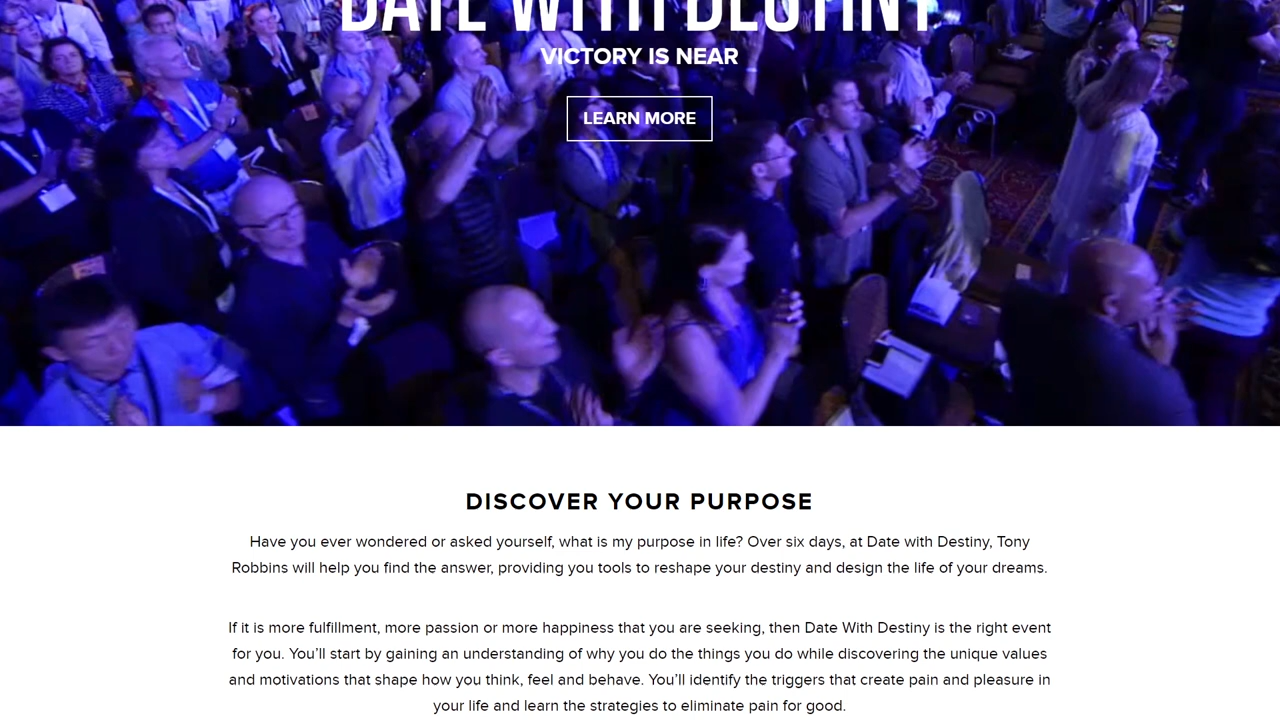 DATE WITH DESTINY
VICTORY IS NEAR
LEARN MORE
DISCOVER YOUR PURPOSE
Have you ever wondered or asked yourself, what is my purpose in life? Over six days, at Date with Destiny, Tony
Robbins will help you find the answer, providing you tools to reshape your destiny and design the life of your dreams.
If it is more fulfillment, more passion or more happiness that you are seeking, then Date With Destiny is the right event
for you. You’ll start by gaining an understanding of why you do the things you do while discovering the unique values
and motivations that shape how you think, feel and behave. You’ll identify the triggers that create pain and pleasure in
your life and learn the strategies to eliminate pain for good.